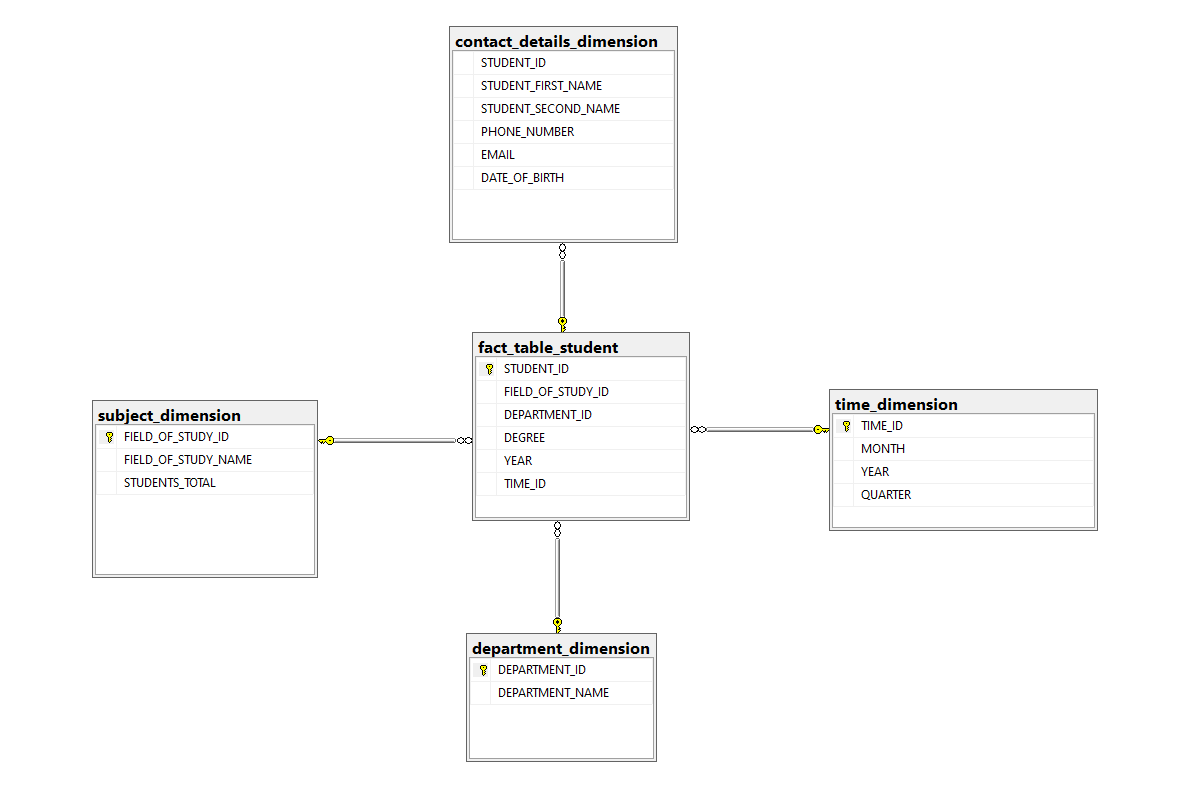 contact_details_dimension
STUDENT_ID
STUDENT_FIRST_NAME
STUDENT_SECOND_NAME
PHONE_NUMBER
EMAIL
DATE_OF_BIRTH
fact_table_student
STUDENT_ID
FIELD_OF_STUDY_ID
DEPARTMENT_ID
DEGREE
YEAR
TIME_ID
subject_dimension
FIELD_OF_STUDY_ID
FIELD_OF_STUDY_NAME
STUDENTS_TOTAL
time_dimension
TIME_ID
MONTH
YEAR
QUARTER
department_dimension
DEPARTMENT_ID
DEPARTMENT_NAME